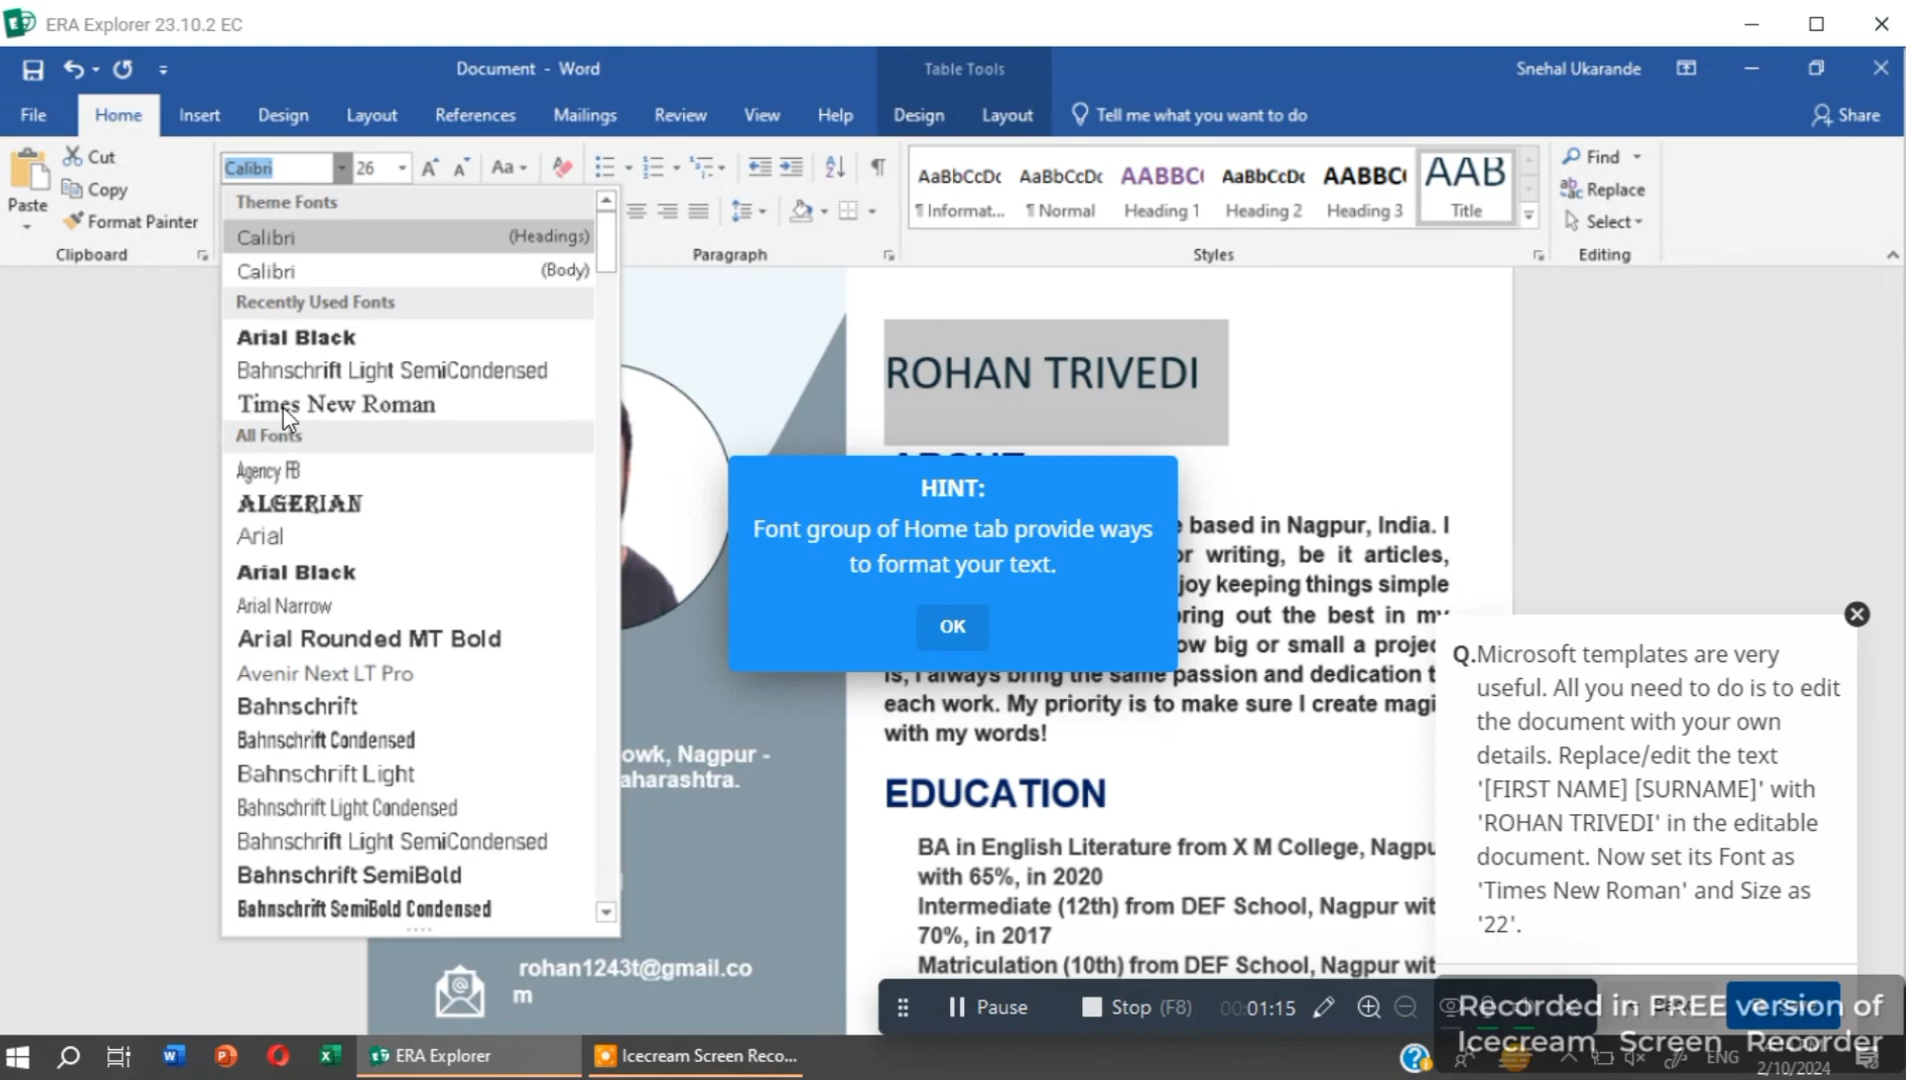 ERA Explorer 23.10.2 EC
Document - Word
Table Tools
Snehal Ukarande
File Home Insert Design Layout References Mailings Review View Help Design Layout Tell me what you want to do Share
Paste
Cut
Copy
Format Painter
Clipboard
Calibri 26
Aa
Paragraph
AaBbCcDc AaBbCcDc AABBC AaBbCcDc AABBC AAB
¶ Informat... ¶ Normal Heading 1 Heading 2 Heading 3 Title
Styles
Find
Replace
Select
Editing
Theme Fonts
Calibri (Headings)
Calibri (Body)
Recently Used Fonts
Arial Black
Bahnschrift Light SemiCondensed
Times New Roman
All Fonts
Agency FB
ALGERIAN
Arial
Arial Black
Arial Narrow
Arial Rounded MT Bold
Avenir Next LT Pro
Bahnschrift
Bahnschrift Condensed
Bahnschrift Light
Bahnschrift Light Condensed
Bahnschrift Light SemiCondensed
Bahnschrift SemiBold
Bahnschrift SemiBold Condensed
owk, Nagpur -
aharashtra.
rohan1243t@gmail.co
m
ROHAN TRIVEDI
ABOUT
based in Nagpur, India. I
or writing, be it articles,
joy keeping things simple
ring out the best in my
ow big or small a projec
is, I always bring the same passion and dedication t
each work. My priority is to make sure I create magi
with my words!
EDUCATION
BA in English Literature from X M College, Nagpu
with 65%, in 2020
Intermediate (12th) from DEF School, Nagpur wit
70%, in 2017
Matriculation (10th) from DEF School, Nagpur wit
HINT:
Font group of Home tab provide ways
to format your text.
OK
Q.Microsoft templates are very
useful. All you need to do is to edit
the document with your own
details. Replace/edit the text
'[FIRST NAME] [SURNAME]' with
'ROHAN TRIVEDI' in the editable
document. Now set its Font as
'Times New Roman' and Size as
'22'.
Pause Stop (F8) 00:01:15
Recorded in FREE version of
Icecream Screen Recorder
ERA Explorer Icecream Screen Reco...
ENG
2/10/2024